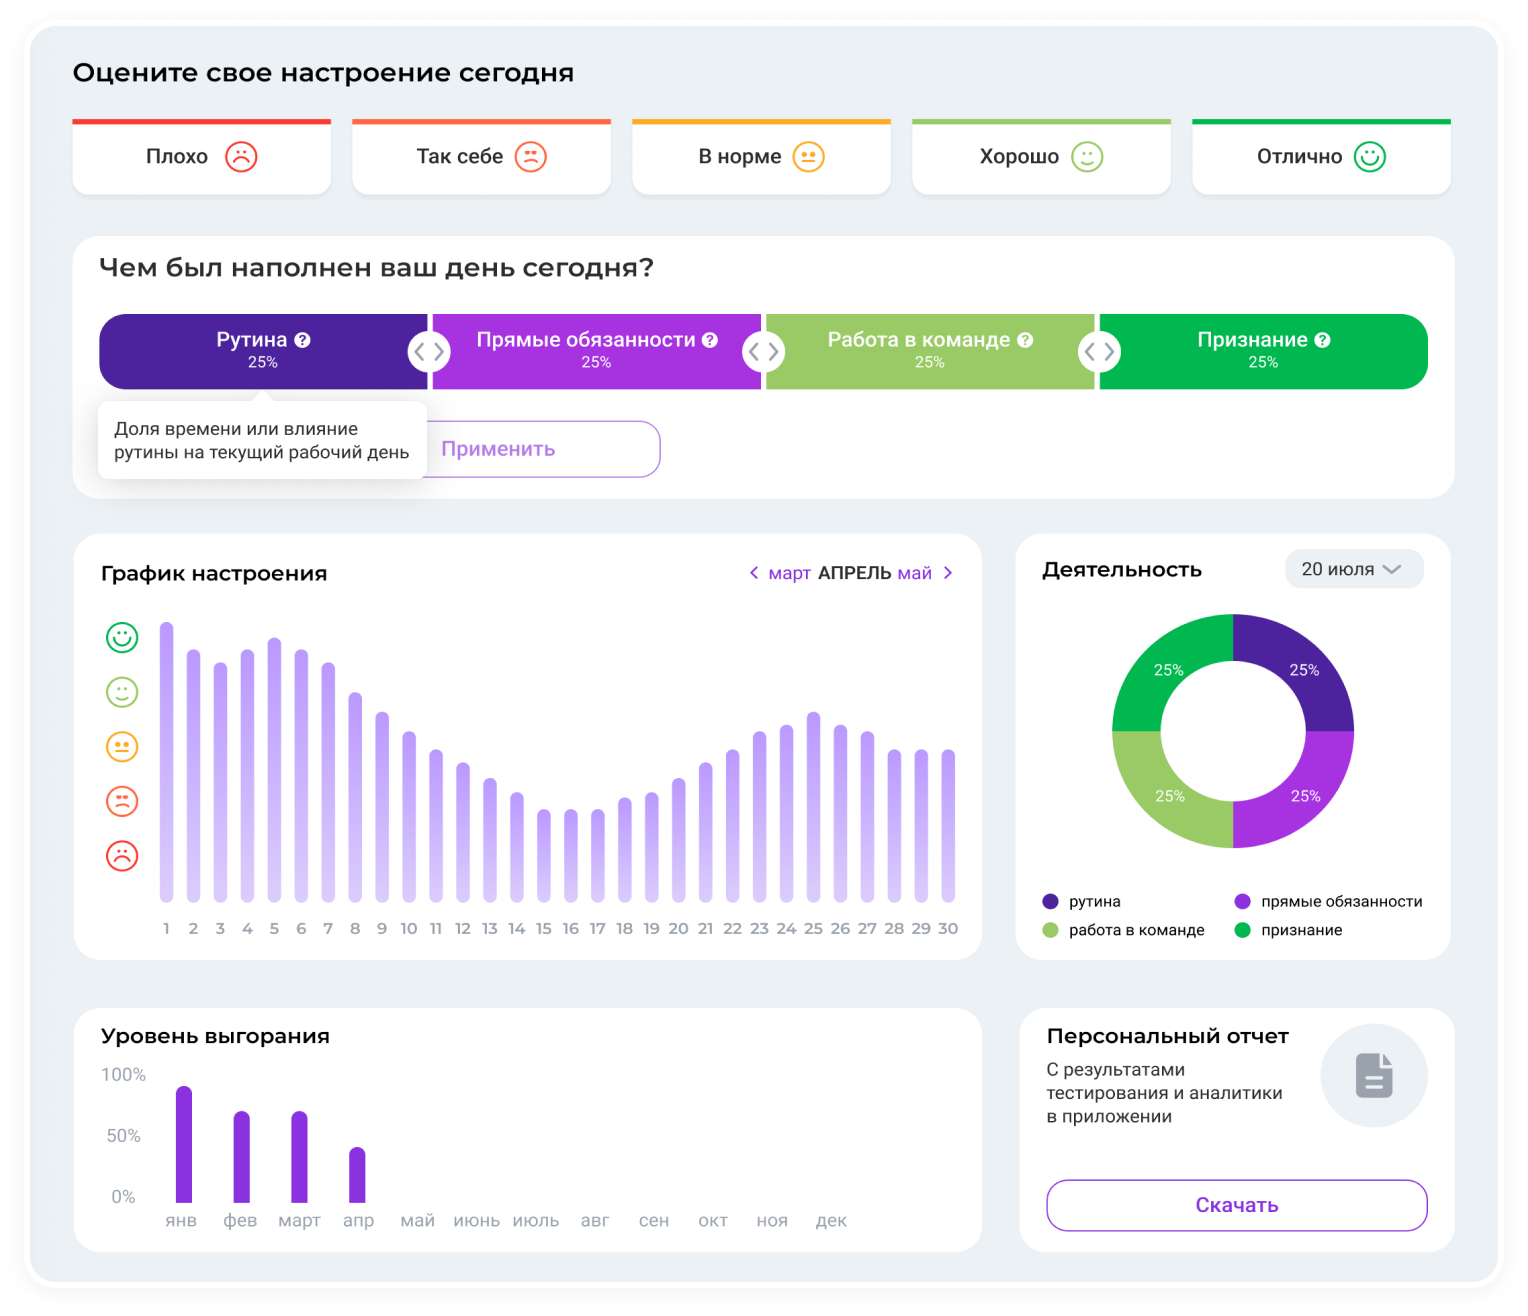 Оцените свое настроение сегодня
Плохо
Так себе
В норме
Хорошо
Отлично
Чем был наполнен ваш день сегодня?
Рутина ?
25%
Прямые обязанности ?
25%
Работа в команде ?
25%
Признание ?
25%
Доля времени или влияние
рутины на текущий рабочий день
Применить
График настроения
март АПРЕЛЬ май
1 2 3 4 5 6 7 8 9 10 11 12 13 14 15 16 17 18 19 20 21 22 23 24 25 26 27 28 29 30
Деятельность
20 июля
25% 25%
25% 25%
рутина
прямые обязанности
работа в команде
признание
Уровень выгорания
100%
50%
0%
янв фев март апр май июнь июль авг сен окт ноя дек
Персональный отчет
С результатами
тестирования и аналитики
в приложении
Скачать